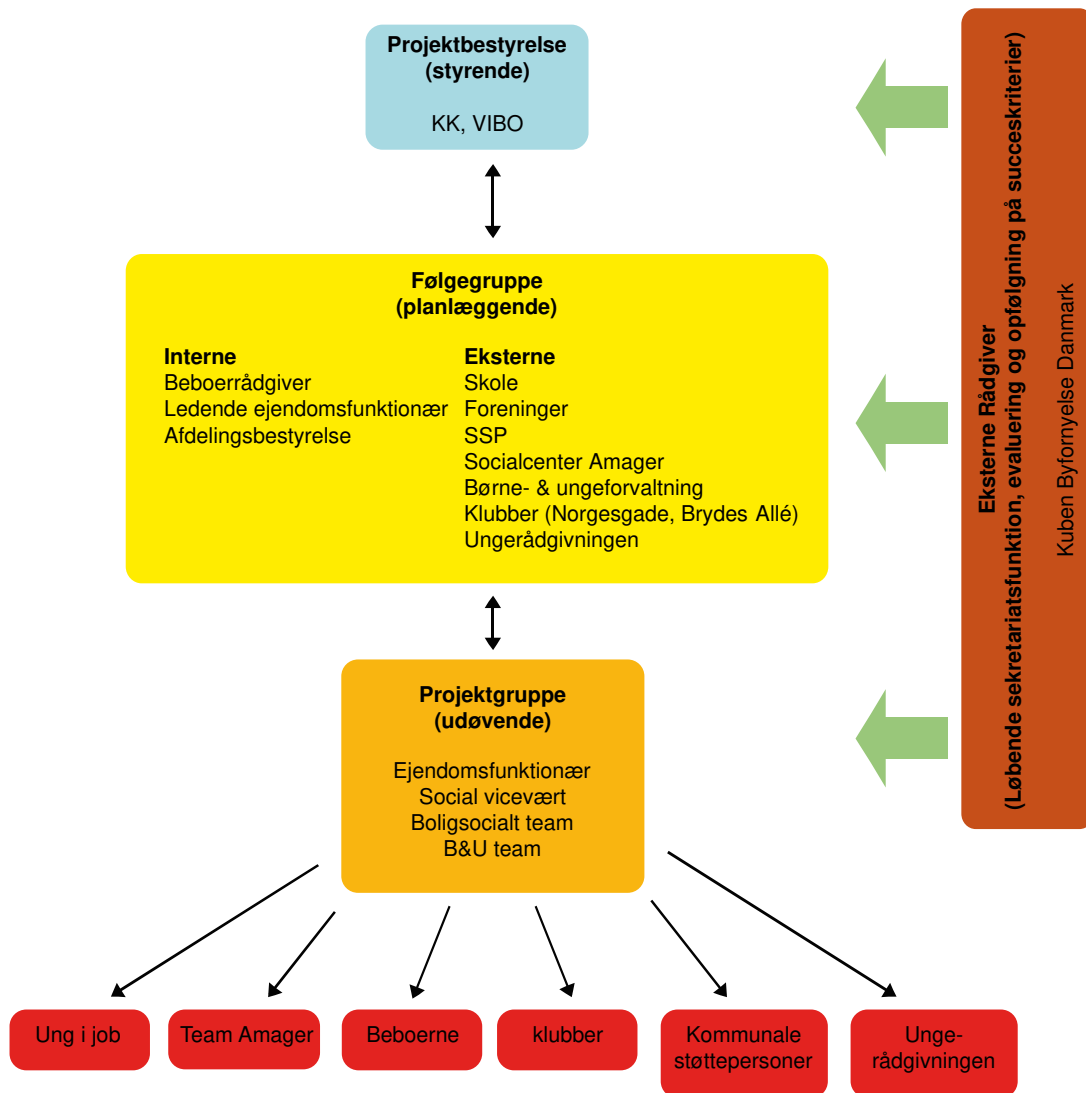 Projektbestyrelse
(styrende)
KK, VIBO
Følgegruppe
(planlæggende)
Interne
Beboerrådgiver
Ledende ejendomsfunktionær
Afdelingsbestyrelse
Eksterne
Skole
Foreninger
SSP
Socialcenter Amager
Børne- & ungeforvaltning
Klubber (Norgesgade, Brydes Allé)
Ungerådgivningen
Projektgruppe
(udøvende)
Ejendomsfunktionær
Social vicevært
Boligsocialt team
B&U team
Ung i job
Team Amager
Beboerne
klubber
Kommunale
støttepersoner
Unge-
rådgivningen
Eksterne Rådgiver
(Løbende sekretariatsfunktion, evaluering og opfølgning på succeskriterier)
Kuben Byfornyelse Danmark